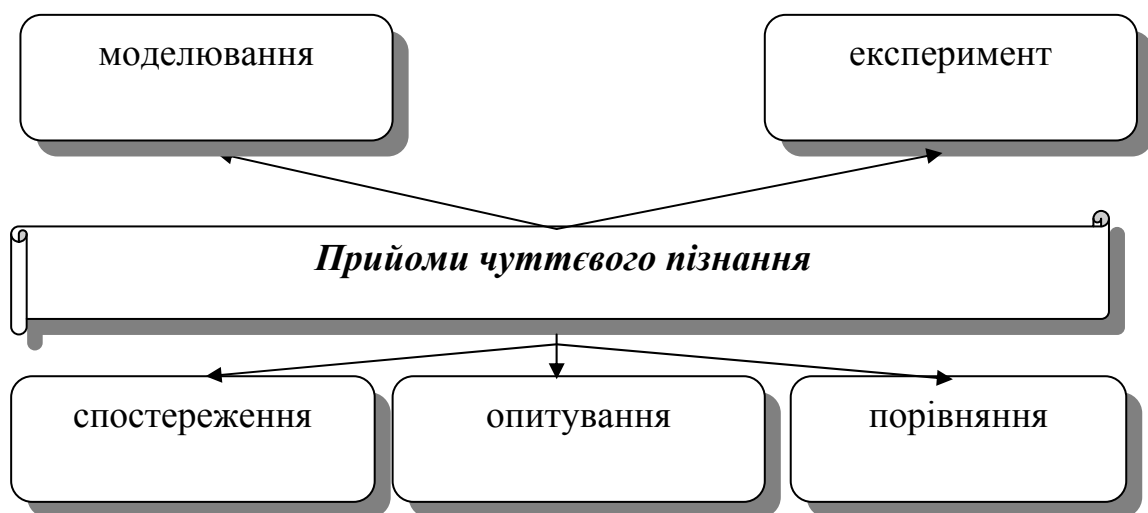 моделювання
експеримент
Прийоми чуттєвого пізнання
спостереження
опитування
порівняння